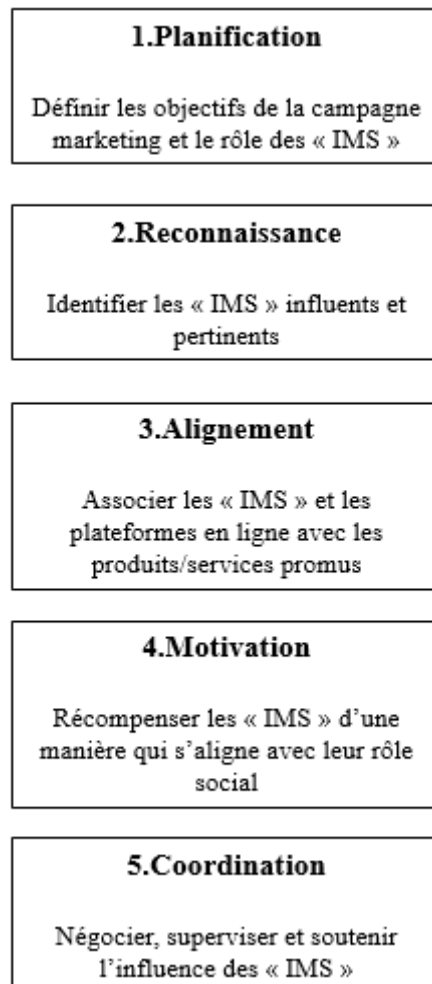 1.Planification
Définir les objectifs de la campagne
marketing et le rôle des « IMS »
2.Reconnaissance
Identifier les « IMS » influents et
pertinents
3.Alignement
Associer les « IMS » et les
plateformes en ligne avec les
produits/services promus
4.Motivation
Récompenser les « IMS » d’une
manière qui s’aligne avec leur rôle
social
5.Coordination
Négocier, superviser et soutenir
l’influence des « IMS »